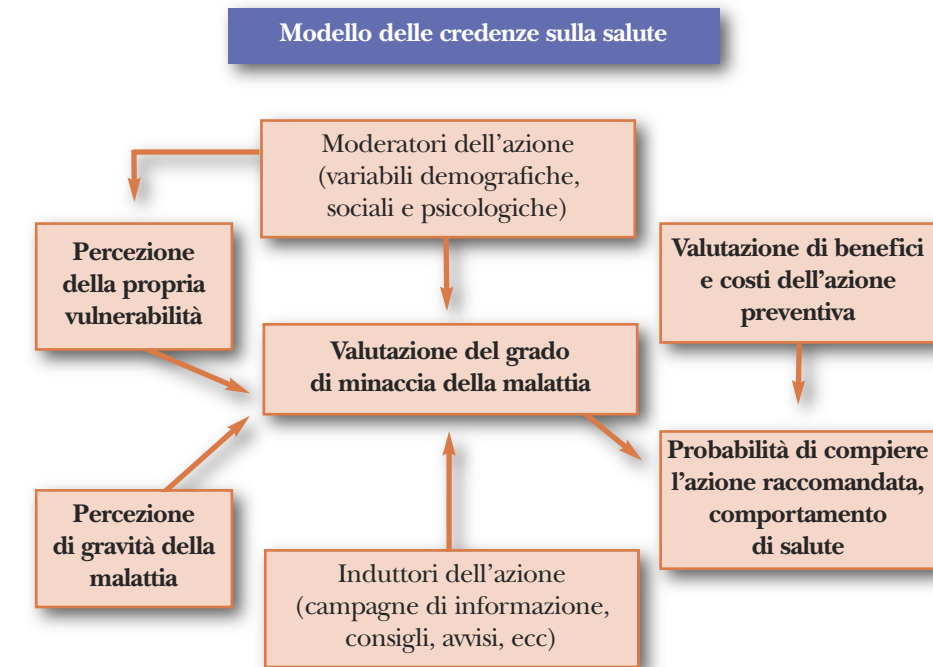 Modello delle credenze sulla salute
Moderatori dell'azione
(variabili demografiche,
sociali e psicologiche)
Percezione
della propria
vulnerabilità
Valutazione di benefici
e costi dell'azione
preventiva
Valutazione del grado
di minaccia della malattia
Percezione
di gravità della
malattia
Probabilità di compiere
l'azione raccomandata,
comportamento
di salute
Induttori dell'azione
(campagne di informazione,
consigli, avvisi, ecc)